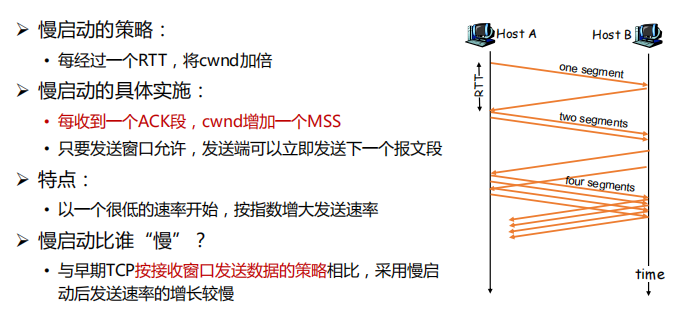 慢启动的策略：
Host A
Host B
• 每经过一个RTT，将cwnd加倍
one segment
慢启动的具体实施：
RTT
• 每收到一个ACK段，cwnd增加一个MSS
two segments
• 只要发送窗口允许，发送端可以立即发送下一个报文段
特点：
four segments
• 以一个很低的速率开始，按指数增大发送速率
慢启动比谁“慢”？
• 与早期TCP按接收窗口发送数据的策略相比，采用慢启
动后发送速率的增长较慢
time